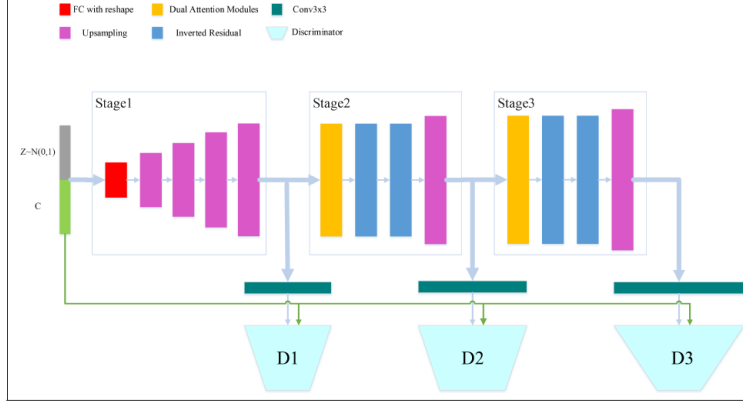 FC with reshape
Dual Attention Modules
Conv3x3
Upsampling
Inverted Residual
Discriminator
Stage1
Stage2
Stage3
Z~N(0,1)
C
D1
D2
D3